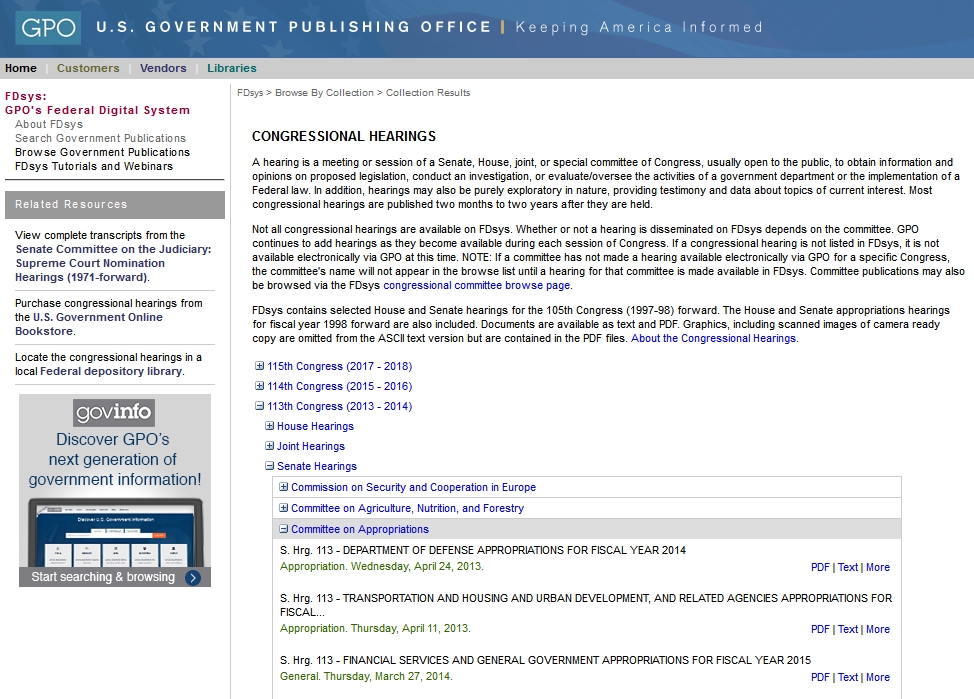 GPO U.S. GOVERNMENT PUBLISHING OFFICE | Keeping America Informed
Home | Customers | Vendors | Libraries
FDsys:
GPO's Federal Digital System
About FDsys
Search Government Publications
Browse Government Publications
FDsys Tutorials and Webinars
Related Resources
View complete transcripts from the
Senate Committee on the Judiciary:
Supreme Court Nomination
Hearings (1971-forward).
Purchase congressional hearings from
the U.S. Government Online
Bookstore.
Locate the congressional hearings in a
local Federal depository library.
govinfo
Discover GPO's
next generation of
government information!
Discover U.S. Government Information
Start searching & browsing
FDsys > Browse By Collection > Collection Results
CONGRESSIONAL HEARINGS
A hearing is a meeting or session of a Senate, House, joint, or special committee of Congress, usually open to the public, to obtain information and
opinions on proposed legislation, conduct an investigation, or evaluate/oversee the activities of a government department or the implementation of a
Federal law. In addition, hearings may also be purely exploratory in nature, providing testimony and data about topics of current interest. Most
congressional hearings are published two months to two years after they are held.
Not all congressional hearings are available on FDsys. Whether or not a hearing is disseminated on FDsys depends on the committee. GPO
continues to add hearings as they become available during each session of Congress. If a congressional hearing is not listed in FDsys, it is not
available electronically via GPO at this time. NOTE: If a committee has not made a hearing available electronically via GPO for a specific Congress,
the committee's name will not appear in the browse list until a hearing for that committee is made available in FDsys. Committee publications may also
be browsed via the FDsys congressional committee browse page.
FDsys contains selected House and Senate hearings for the 105th Congress (1997-98) forward. The House and Senate appropriations hearings
for fiscal year 1998 forward are also included. Documents are available as text and PDF. Graphics, including scanned images of camera ready
copy are omitted from the ASCII text version but are contained in the PDF files. About the Congressional Hearings.
115th Congress (2017 - 2018)
114th Congress (2015 - 2016)
113th Congress (2013 - 2014)
House Hearings
Joint Hearings
Senate Hearings
Commission on Security and Cooperation in Europe
Committee on Agriculture, Nutrition, and Forestry
Committee on Appropriations
S. Hrg. 113 - DEPARTMENT OF DEFENSE APPROPRIATIONS FOR FISCAL YEAR 2014
Appropriation. Wednesday, April 24, 2013. PDF | Text | More
S. Hrg. 113 - TRANSPORTATION AND HOUSING AND URBAN DEVELOPMENT, AND RELATED AGENCIES APPROPRIATIONS FOR
FISCAL...
Appropriation. Thursday, April 11, 2013. PDF | Text | More
S. Hrg. 113 - FINANCIAL SERVICES AND GENERAL GOVERNMENT APPROPRIATIONS FOR FISCAL YEAR 2015
General. Thursday, March 27, 2014. PDF | Text | More